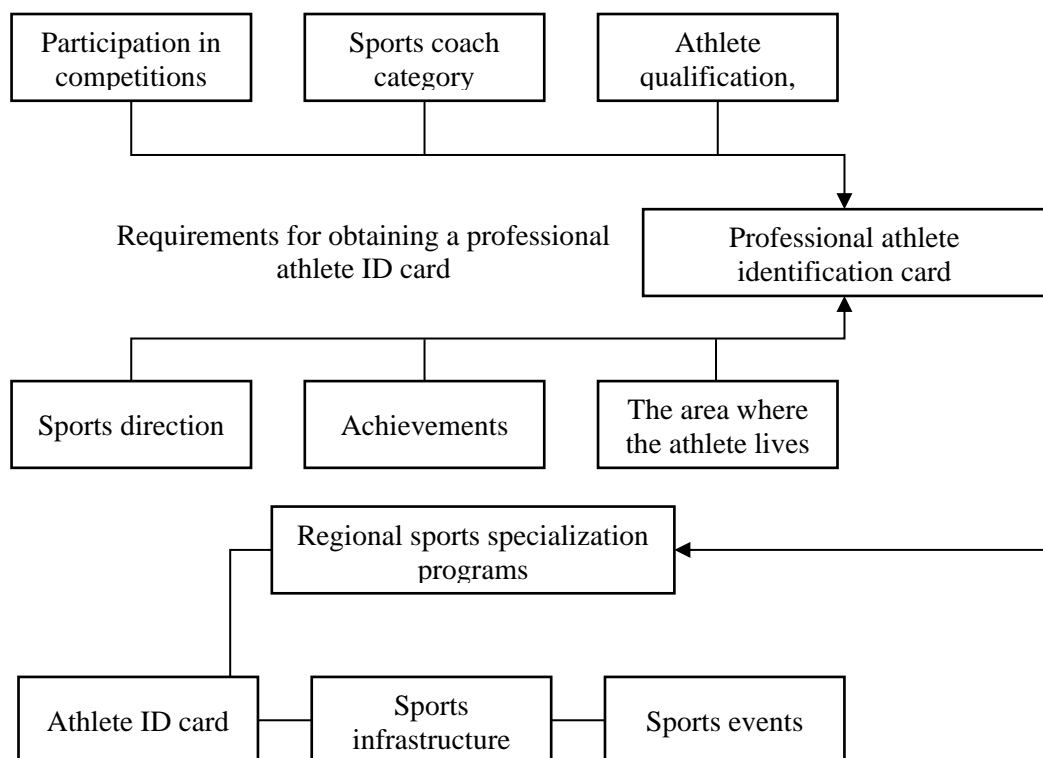 Participation in
competitions
Sports coach
category
Athlete
qualification,
Requirements for obtaining a professional
athlete ID card
Professional athlete
identification card
Sports direction
Achievements
The area where
the athlete lives
Regional sports specialization
programs
Athlete ID card
Sports
infrastructure
Sports events